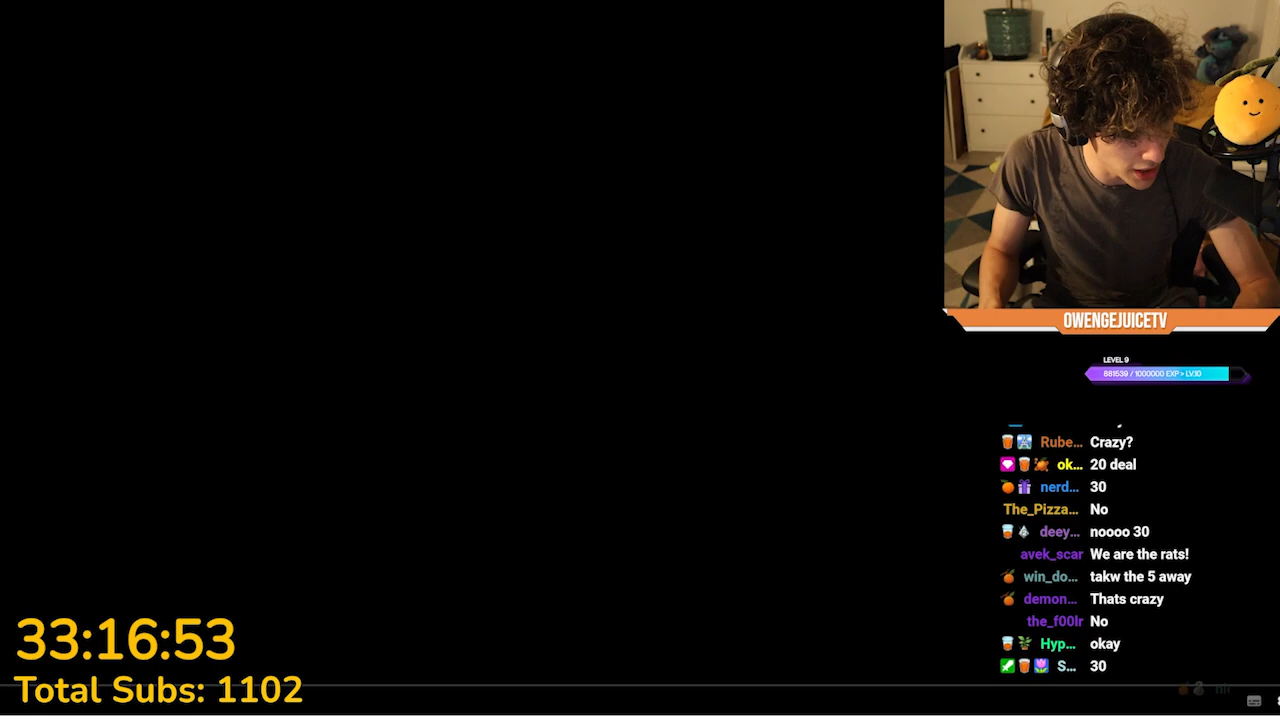 OWENGEJUICETV
LEVEL 9
881539 / 1000000 EXP > LV.10
Rube... Crazy?
ok... 20 deal
nerd... 30
The_Pizza... No
deey... noooo 30
avek_scar We are the rats!
win_do... takw the 5 away
demon... Thats crazy
the_f00lr No
Hyp... okay
S... 30
33:16:53
Total Subs: 1102